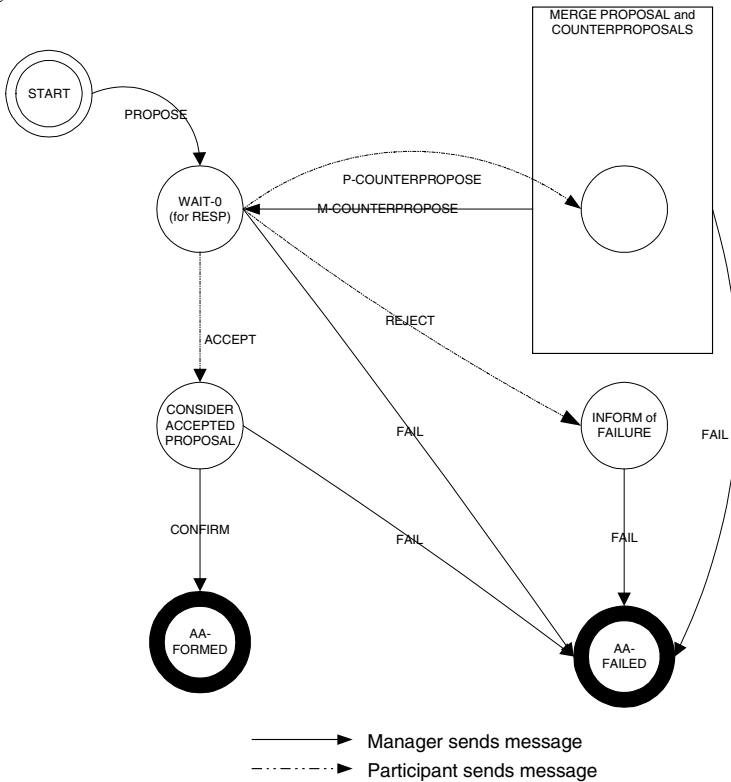 MERGE PROPOSAL and
COUNTERPROPOSALS
START
PROPOSE
P-COUNTERPROPOSE
WAIT-0
(for RESP)
M-COUNTERPROPOSE
REJECT
ACCEPT
CONSIDER
ACCEPTED
PROPOSAL
INFORM of
FAILURE
FAIL
FAIL
CONFIRM
FAIL
FAIL
AA-
FORMED
AA-
FAILED
Manager sends message
Participant sends message